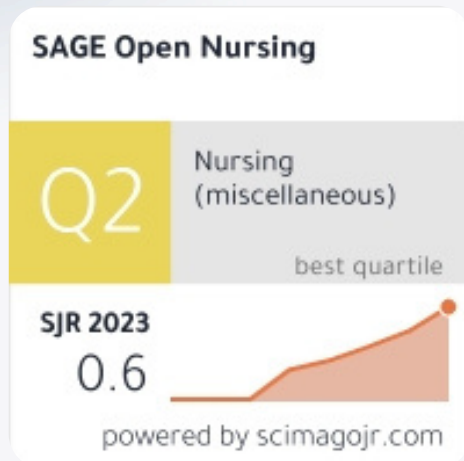 SAGE Open Nursing
Q2
Nursing
(miscellaneous)
best quartile
SJR 2023
0.6
powered by scimagojr.com